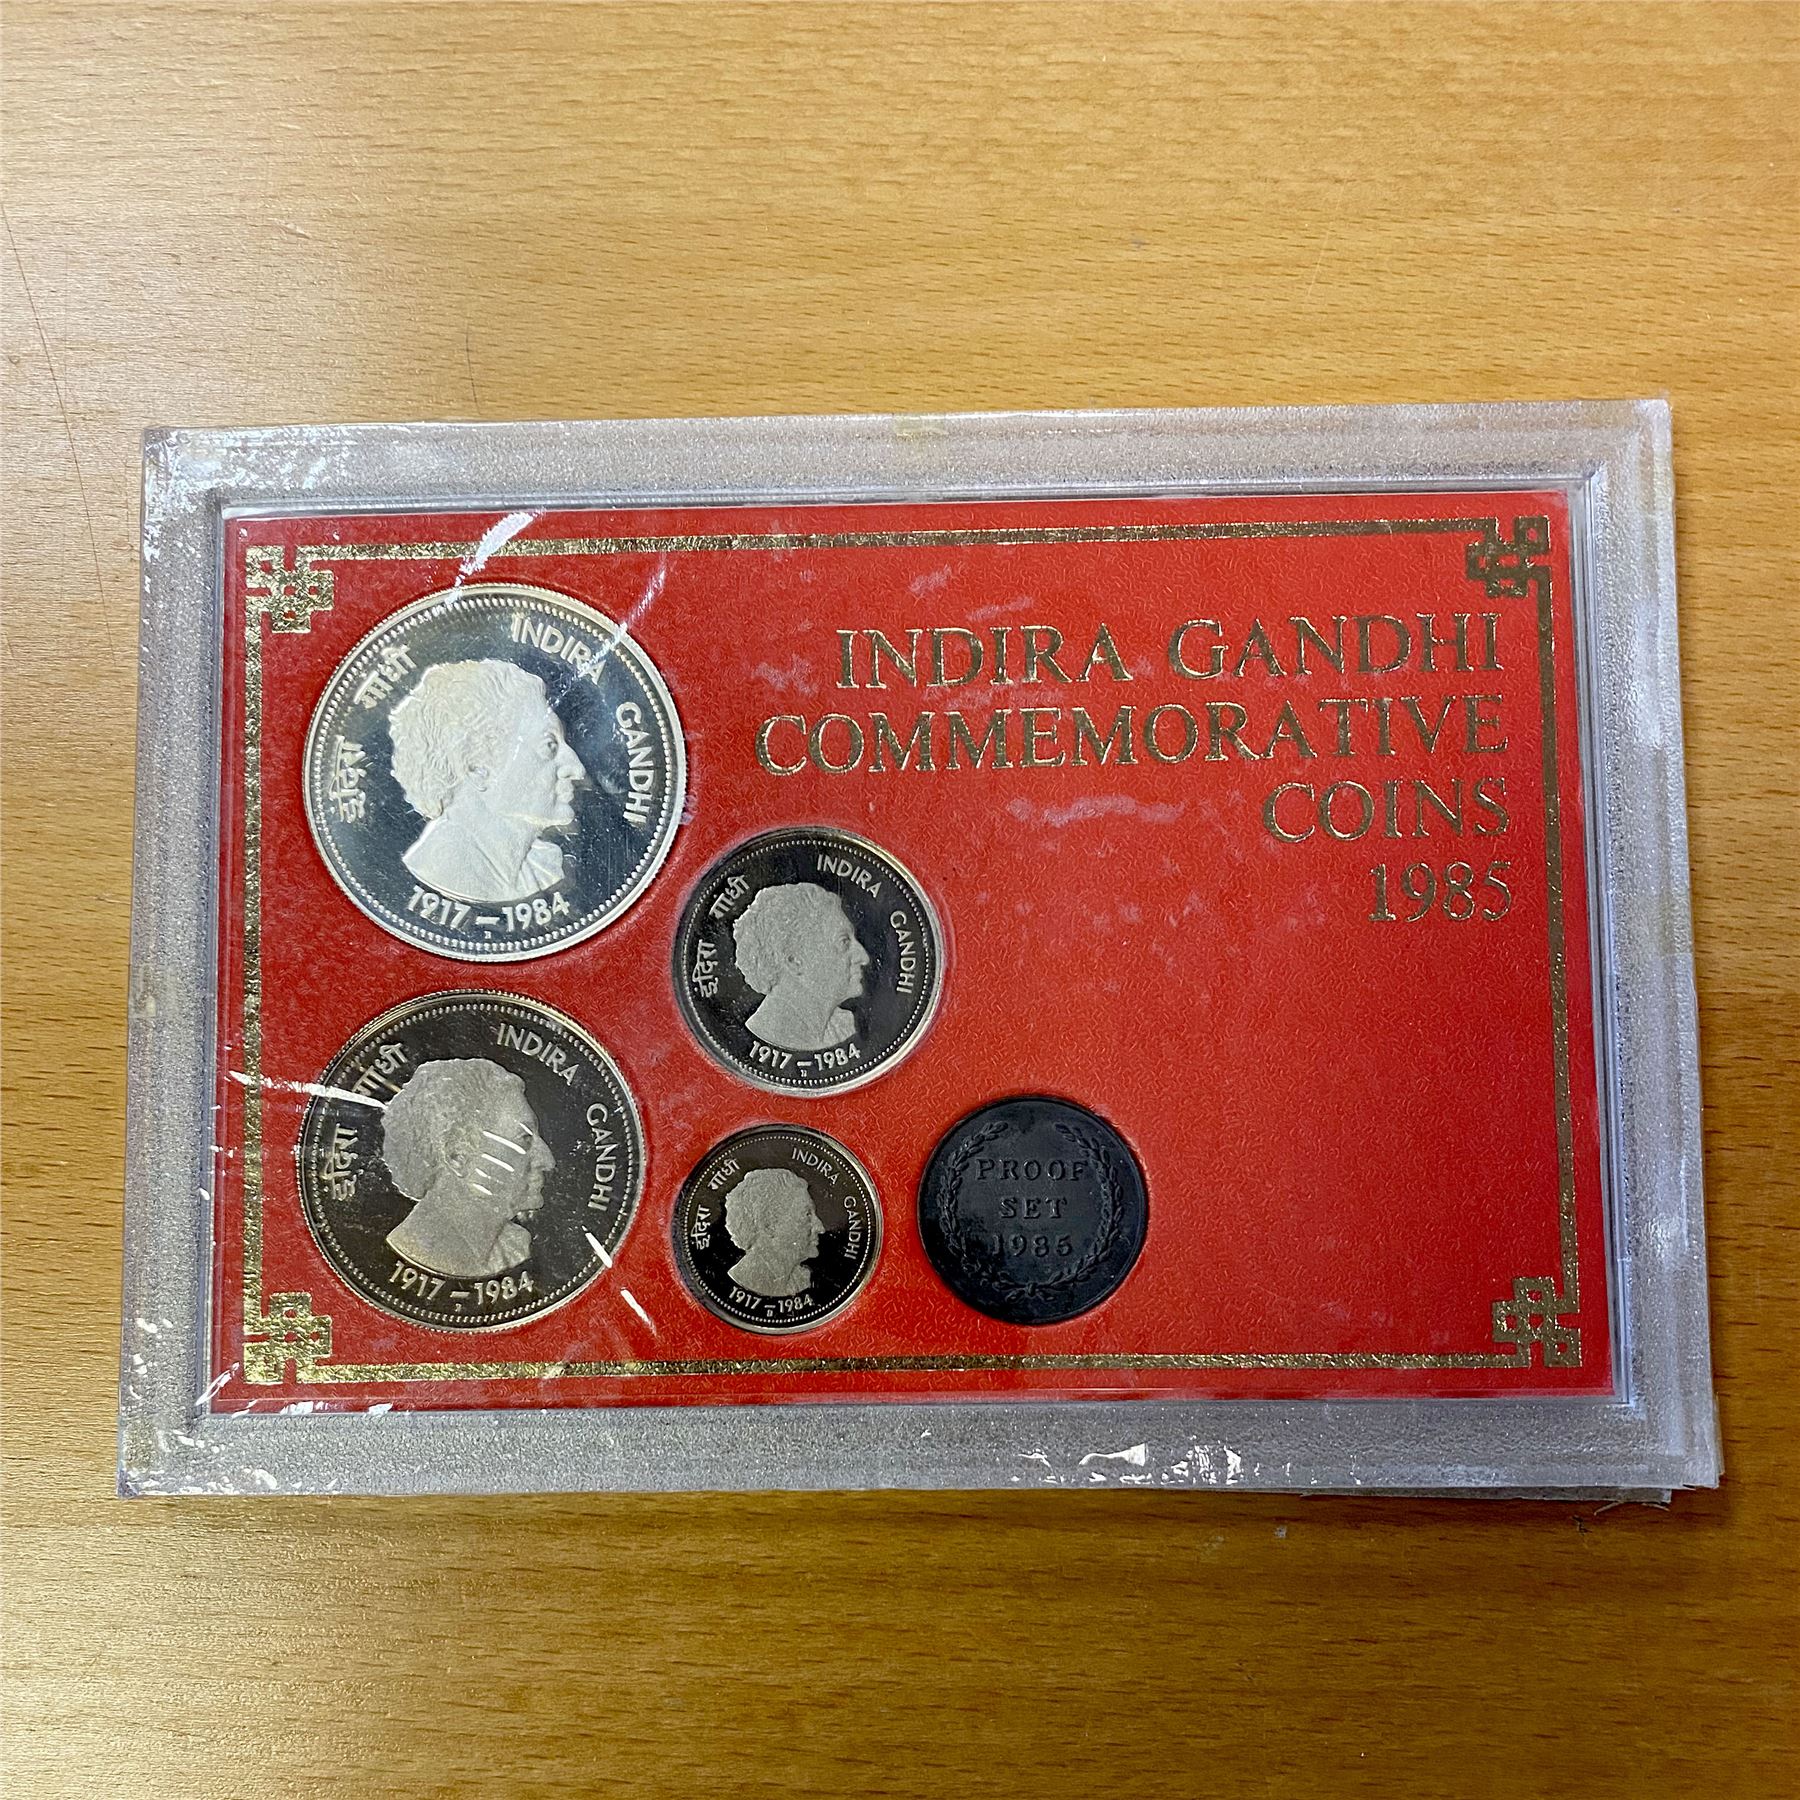 INDIRA GANDHI
COMMEMORATIVE
COINS
1985
इंदिरा गांधी INDIRA GANDHI
1917–1984
B
इंदिरा गांधी INDIRA GANDHI
1917–1984
B
इंदिरा गांधी INDIRA GANDHI
1917–1984
B
इंदिरा गांधी INDIRA GANDHI
1917–1984
B
PROOF
SET
1985